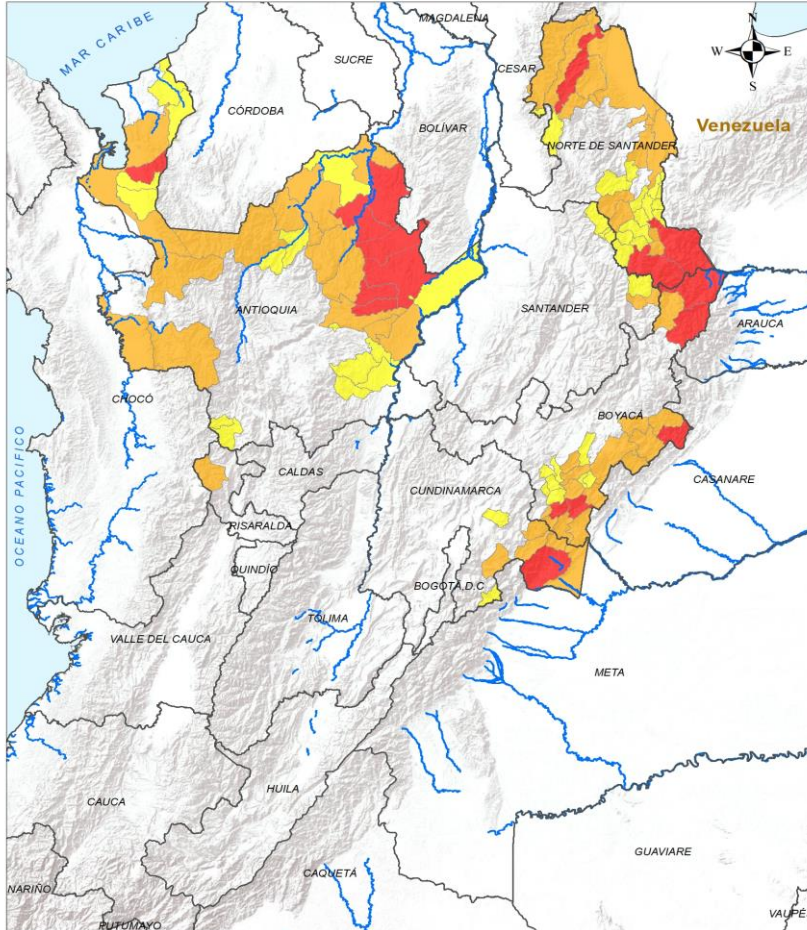 MAGDALENA
MAR CARIBE
SUCRE
CESAR
N
W E
S
CÓRDOBA
BOLÍVAR
Venezuela
NORTE DE SANTANDER
ANTIOQUIA
SANTANDER
ARAUCA
CHOCÓ
BOYACÁ
OCEANO PACIFICO
CALDAS
CUNDINAMARCA
CASANARE
RISARALDA
QUINDÍO
BOGOTÁ, D.C
TOLIMA
VALLE DEL CAUCA
META
HUILA
CAUCA
GUAVIARE
CAQUETÁ
NARIÑO
PUTUMAYO
VAUPÉ